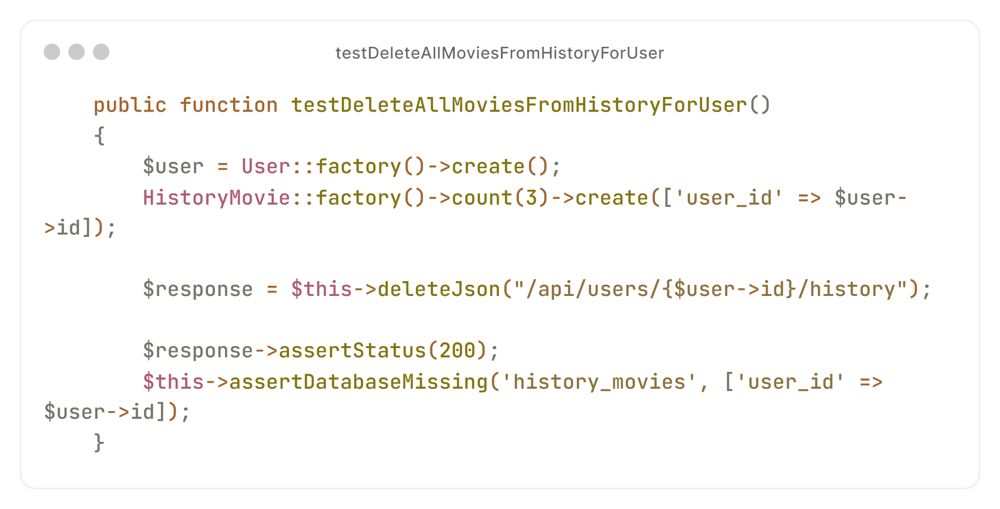 testDeleteAllMoviesFromHistoryForUser
    public function testDeleteAllMoviesFromHistoryForUser()
    {
        $user = User::factory()->create();
        HistoryMovie::factory()->count(3)->create(['user_id' => $user-
>id]);

        $response = $this->deleteJson("/api/users/{$user->id}/history");

        $response->assertStatus(200);
        $this->assertDatabaseMissing('history_movies', ['user_id' =>
$user->id]);
    }